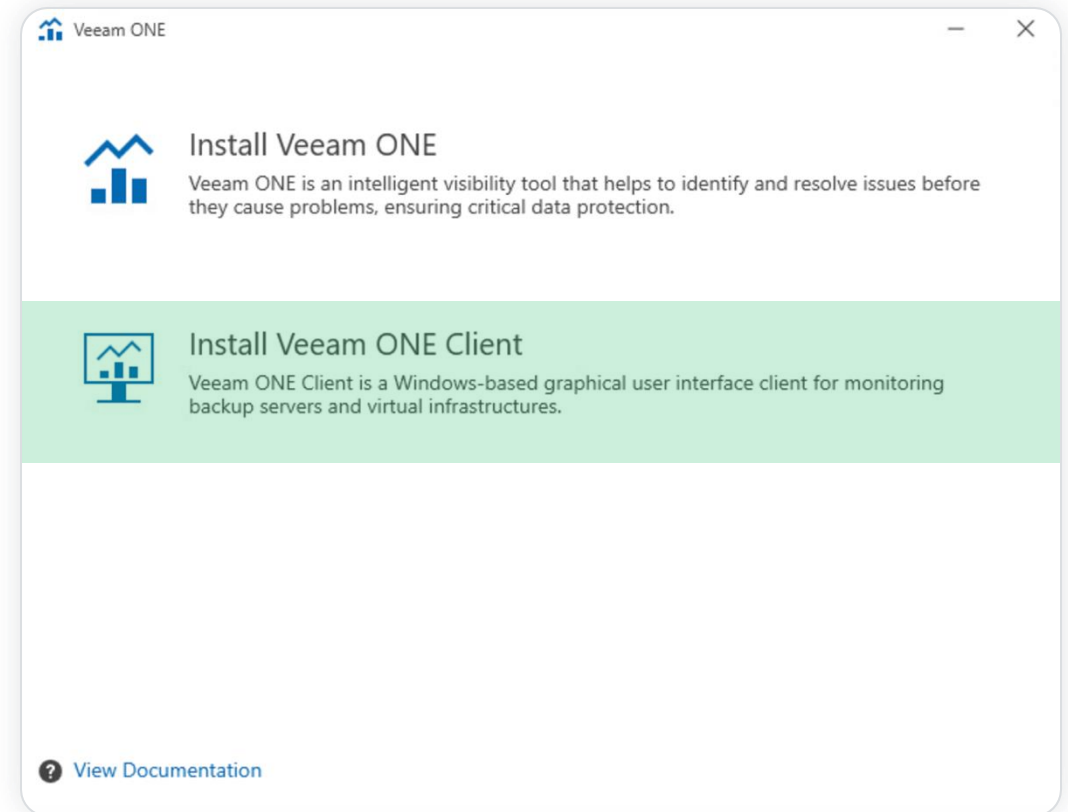 Veeam ONE
Install Veeam ONE
Veeam ONE is an intelligent visibility tool that helps to identify and resolve issues before
they cause problems, ensuring critical data protection.
Install Veeam ONE Client
Veeam ONE Client is a Windows-based graphical user interface client for monitoring
backup servers and virtual infrastructures.
? View Documentation